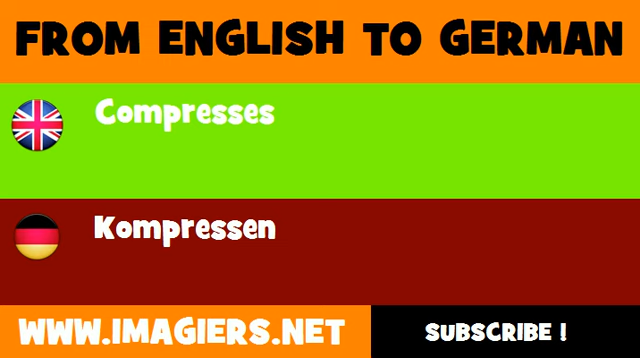 FROM ENGLISH TO GERMAN
Compresses
Kompressen
WWW.IMAGIERS.NET
SUBSCRIBE !